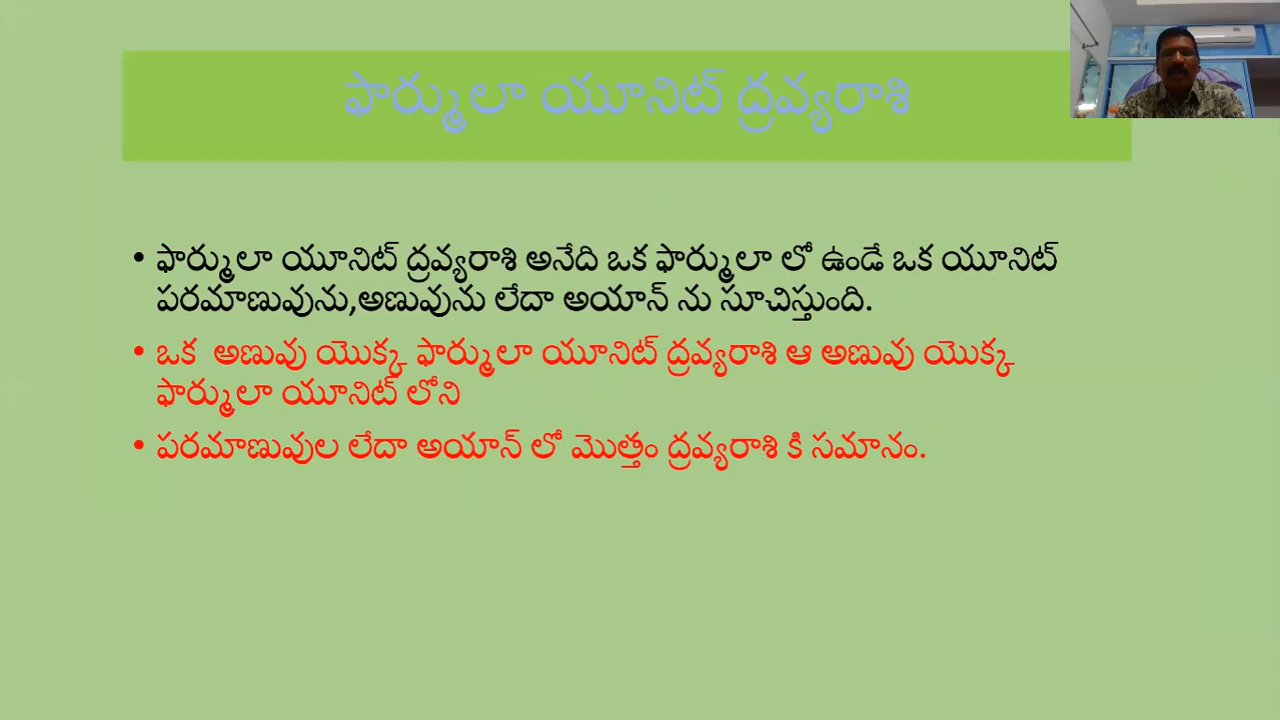 ఫార్ములా యూనిట్ ద్రవ్యరాశి
• ఫార్ములా యూనిట్ ద్రవ్యరాశి అనేది ఒక ఫార్ములా లో ఉండే ఒక యూనిట్
పరమాణువును,అణువును లేదా అయాన్ ను సూచిస్తుంది.
• ఒక అణువు యొక్క ఫార్ములా యూనిట్ ద్రవ్యరాశి ఆ అణువు యొక్క
ఫార్ములా యూనిట్ లోని
• పరమాణువుల లేదా అయాన్ లో మొత్తం ద్రవ్యరాశి కి సమానం.